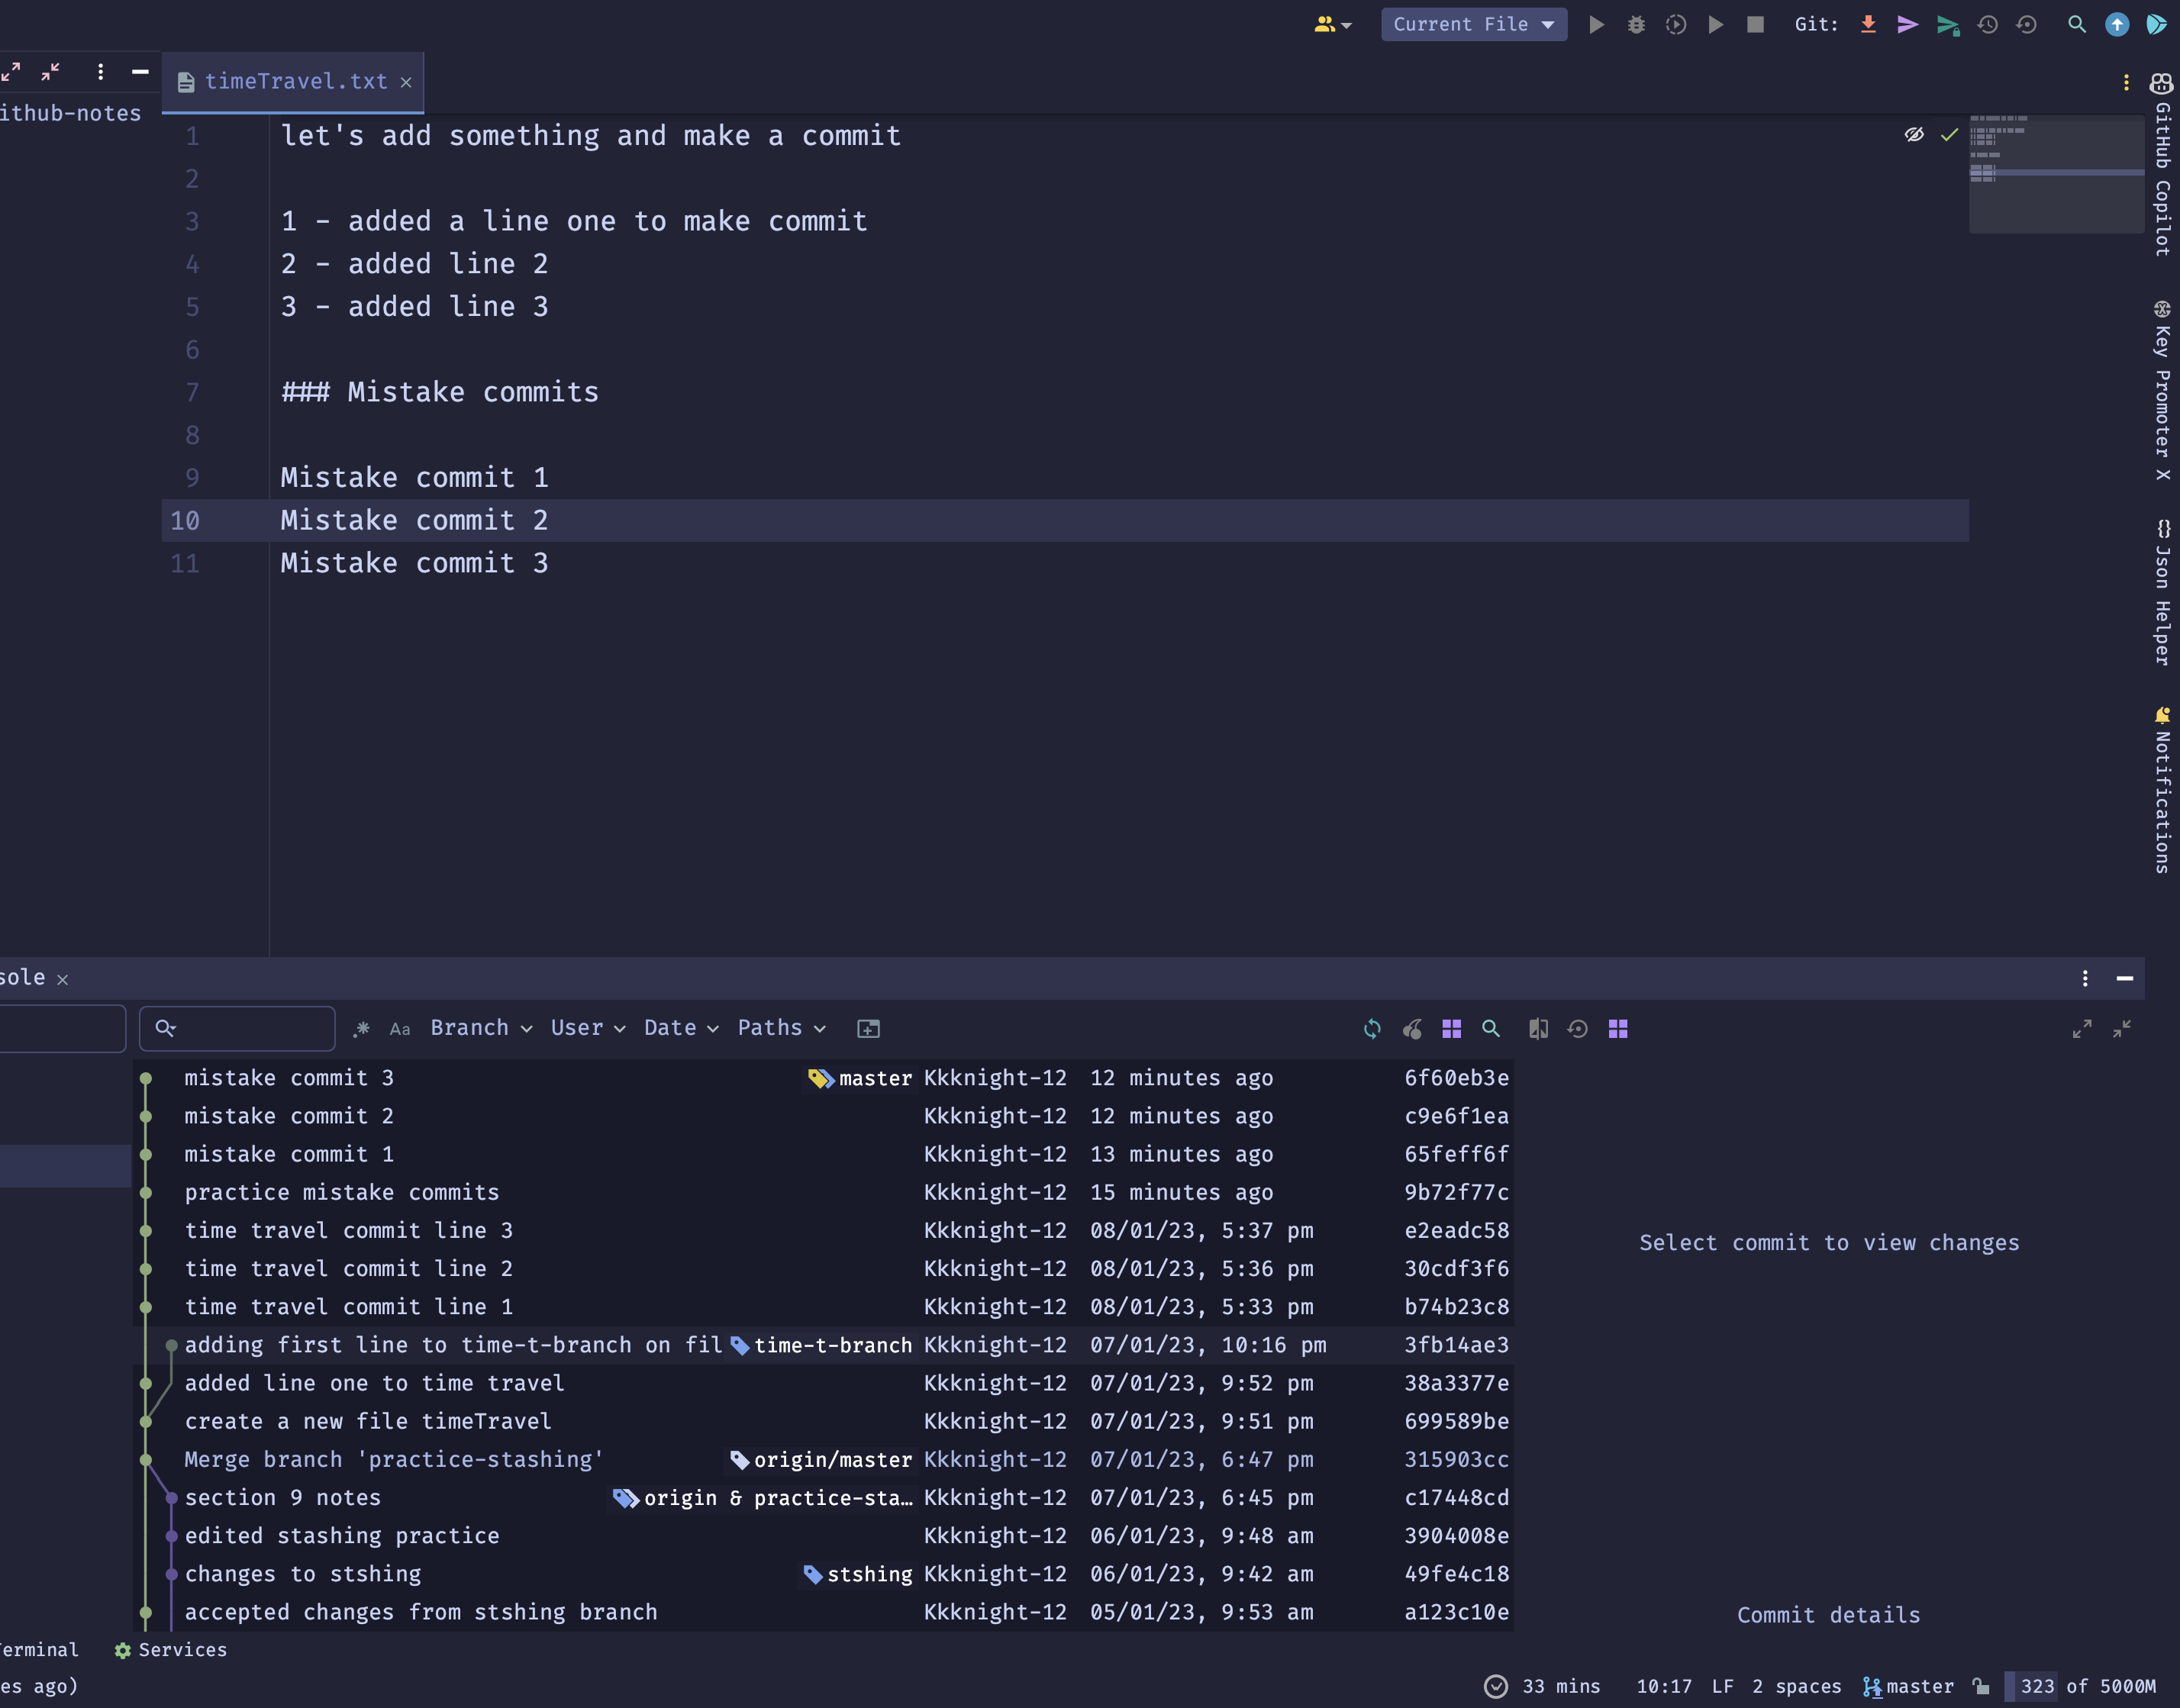 Current File
Git:
ithub-notes
timeTravel.txt
1 let's add something and make a commit
2
3 1 - added a line one to make commit
4 2 - added line 2
5 3 - added line 3
6
7 ### Mistake commits
8
9 Mistake commit 1
10 Mistake commit 2
11 Mistake commit 3
GitHub Copilot
Key Promoter X
{} Json Helper
Notifications
sole
.* Aa Branch User Date Paths
mistake commit 3 master Kkknight-12 12 minutes ago 6f60eb3e
mistake commit 2 Kkknight-12 12 minutes ago c9e6f1ea
mistake commit 1 Kkknight-12 13 minutes ago 65feff6f
practice mistake commits Kkknight-12 15 minutes ago 9b72f77c
time travel commit line 3 Kkknight-12 08/01/23, 5:37 pm e2eadc58
time travel commit line 2 Kkknight-12 08/01/23, 5:36 pm 30cdf3f6
time travel commit line 1 Kkknight-12 08/01/23, 5:33 pm b74b23c8
adding first line to time-t-branch on fil time-t-branch Kkknight-12 07/01/23, 10:16 pm 3fb14ae3
added line one to time travel Kkknight-12 07/01/23, 9:52 pm 38a3377e
create a new file timeTravel Kkknight-12 07/01/23, 9:51 pm 699589be
Merge branch 'practice-stashing' origin/master Kkknight-12 07/01/23, 6:47 pm 315903cc
section 9 notes origin & practice-sta… Kkknight-12 07/01/23, 6:45 pm c17448cd
edited stashing practice Kkknight-12 06/01/23, 9:48 am 3904008e
changes to stshing stshing Kkknight-12 06/01/23, 9:42 am 49fe4c18
accepted changes from stshing branch Kkknight-12 05/01/23, 9:53 am a123c10e
Select commit to view changes
Commit details
erminal Services
es ago)
33 mins 10:17 LF 2 spaces master 323 of 5000M